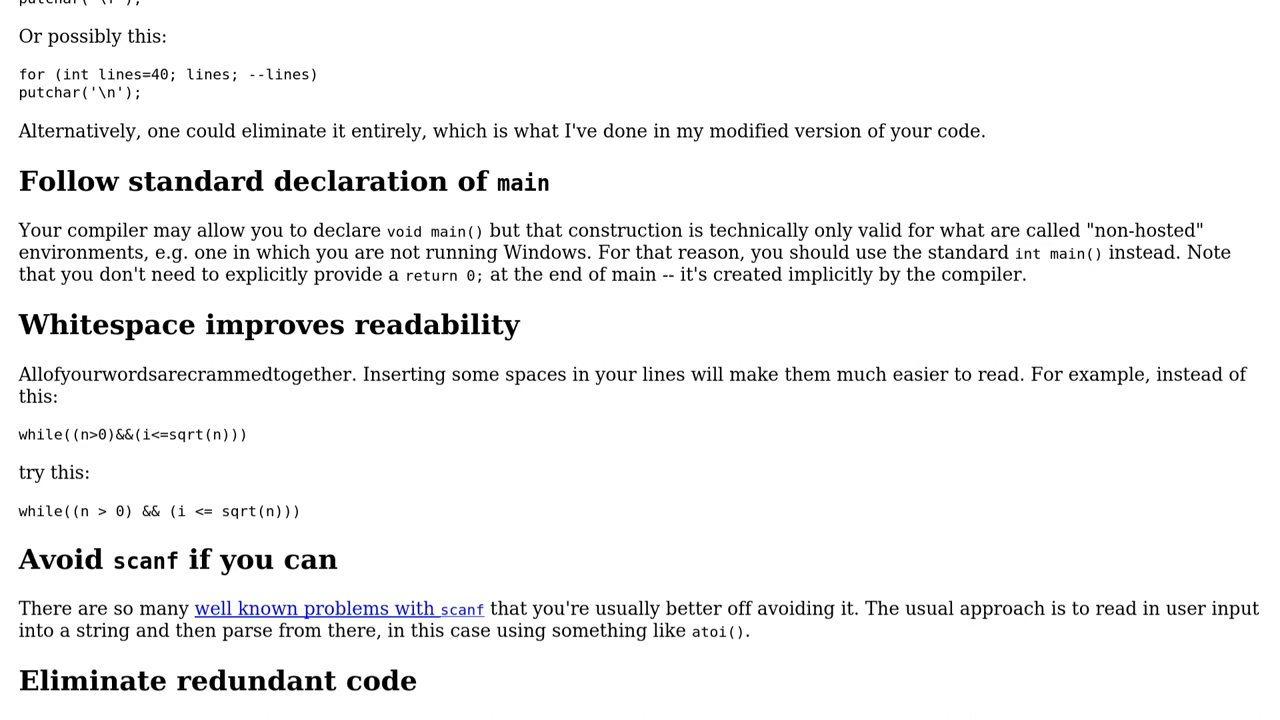 Or possibly this:
for (int lines=40; lines; --lines)
putchar('\n');
Alternatively, one could eliminate it entirely, which is what I've done in my modified version of your code.
Follow standard declaration of main
Your compiler may allow you to declare void main() but that construction is technically only valid for what are called "non-hosted"
environments, e.g. one in which you are not running Windows. For that reason, you should use the standard int main() instead. Note
that you don't need to explicitly provide a return 0; at the end of main -- it's created implicitly by the compiler.
Whitespace improves readability
Allofyourwordsarecrammedtogether. Inserting some spaces in your lines will make them much easier to read. For example, instead of
this:
while((n>0)&&(i<=sqrt(n)))
try this:
while((n > 0) && (i <= sqrt(n)))
Avoid scanf if you can
There are so many well known problems with scanf that you're usually better off avoiding it. The usual approach is to read in user input
into a string and then parse from there, in this case using something like atoi().
Eliminate redundant code